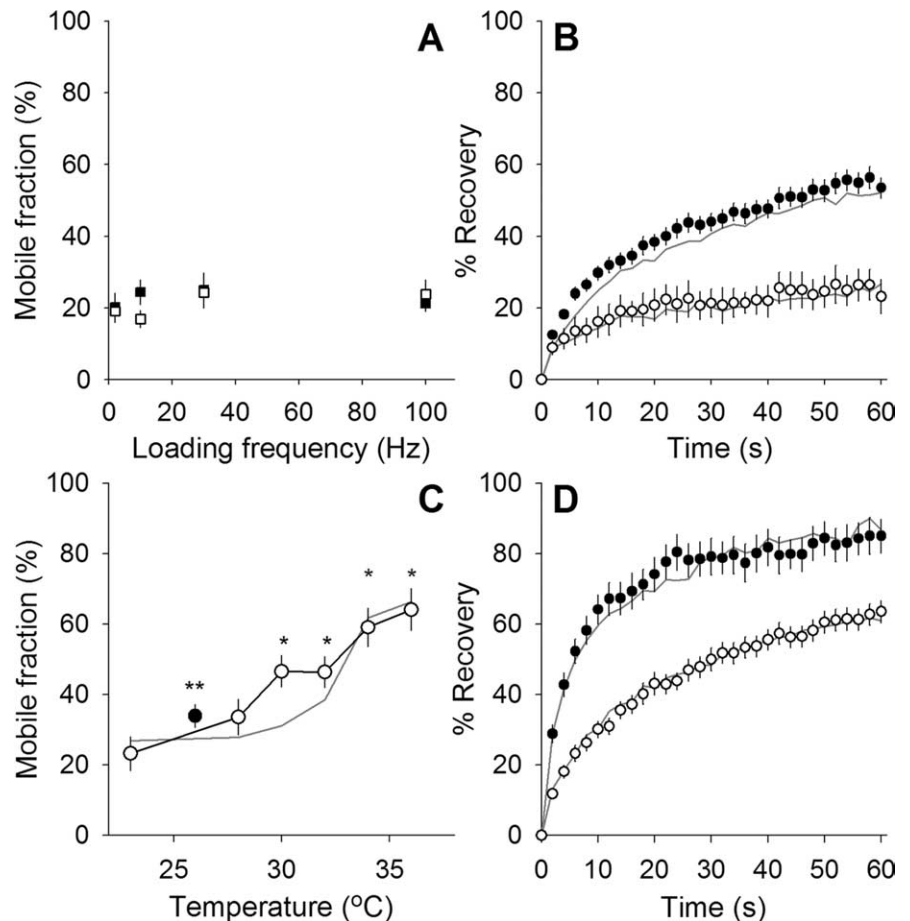 A
Mobile fraction (%)
100
80
60
40
20
0
0 20 40 60 80 100
Loading frequency (Hz)
B
% Recovery
100
80
60
40
20
0
0 10 20 30 40 50 60
Time (s)
C
Mobile fraction (%)
100
80
60
40
20
0
** * * * *
25 30 35
Temperature (°C)
D
% Recovery
100
80
60
40
20
0
0 10 20 30 40 50 60
Time (s)